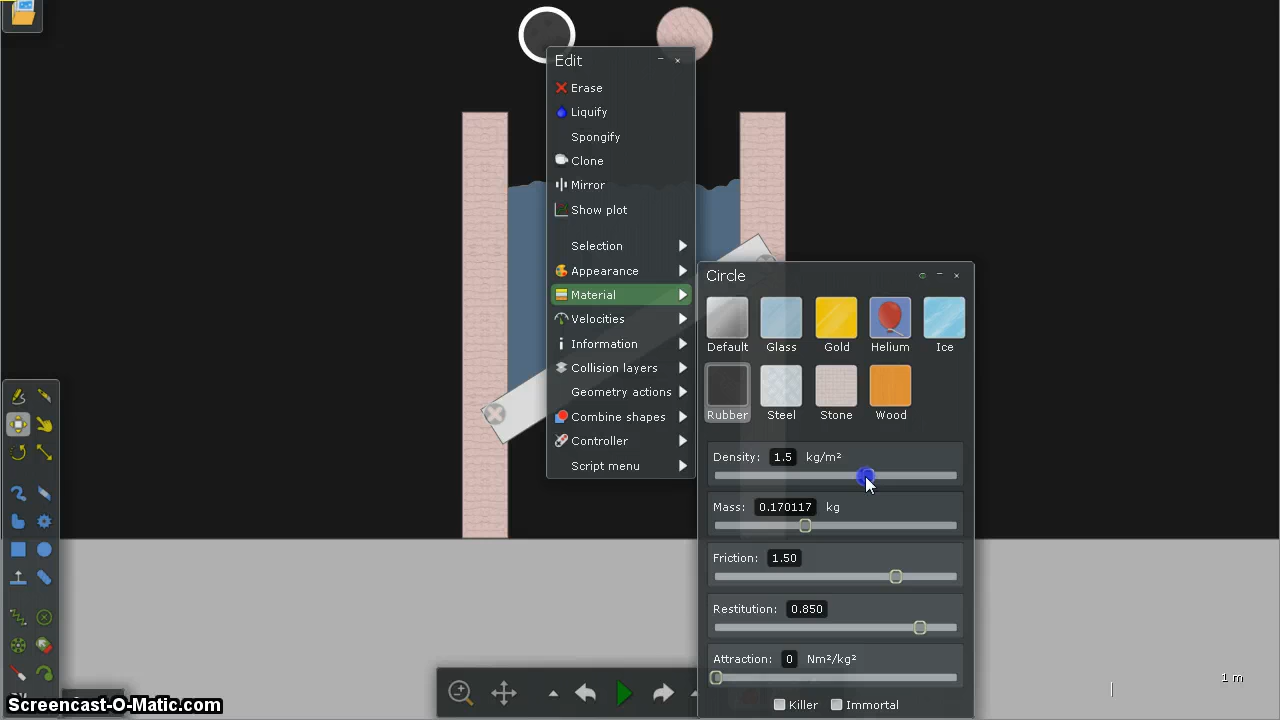 Edit
Erase
Liquify
Spongify
Clone
Mirror
Show plot
Selection
Appearance
Material
Velocities
Information
Collision layers
Geometry actions
Combine shapes
Controller
Script menu
Circle
Default Glass Gold Helium Ice
Rubber Steel Stone Wood
Density: 1.5 kg/m²
Mass: 0.170117 kg
Friction: 1.50
Restitution: 0.850
Attraction: 0 Nm²/kg²
Killer Immortal
1 m
Screencast-O-Matic.com